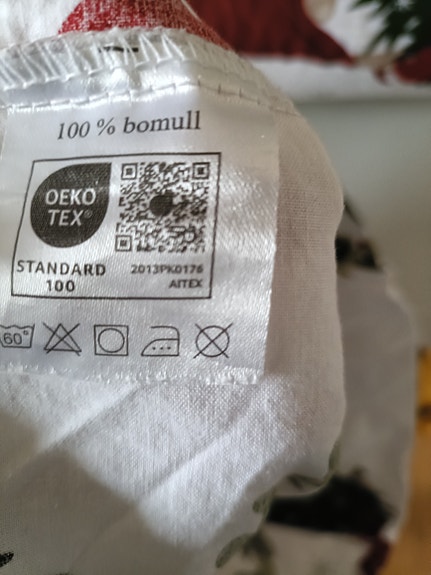 100 % bomull
OEKO
TEX®
STANDARD
100
2013PK0176
AITEX
60°